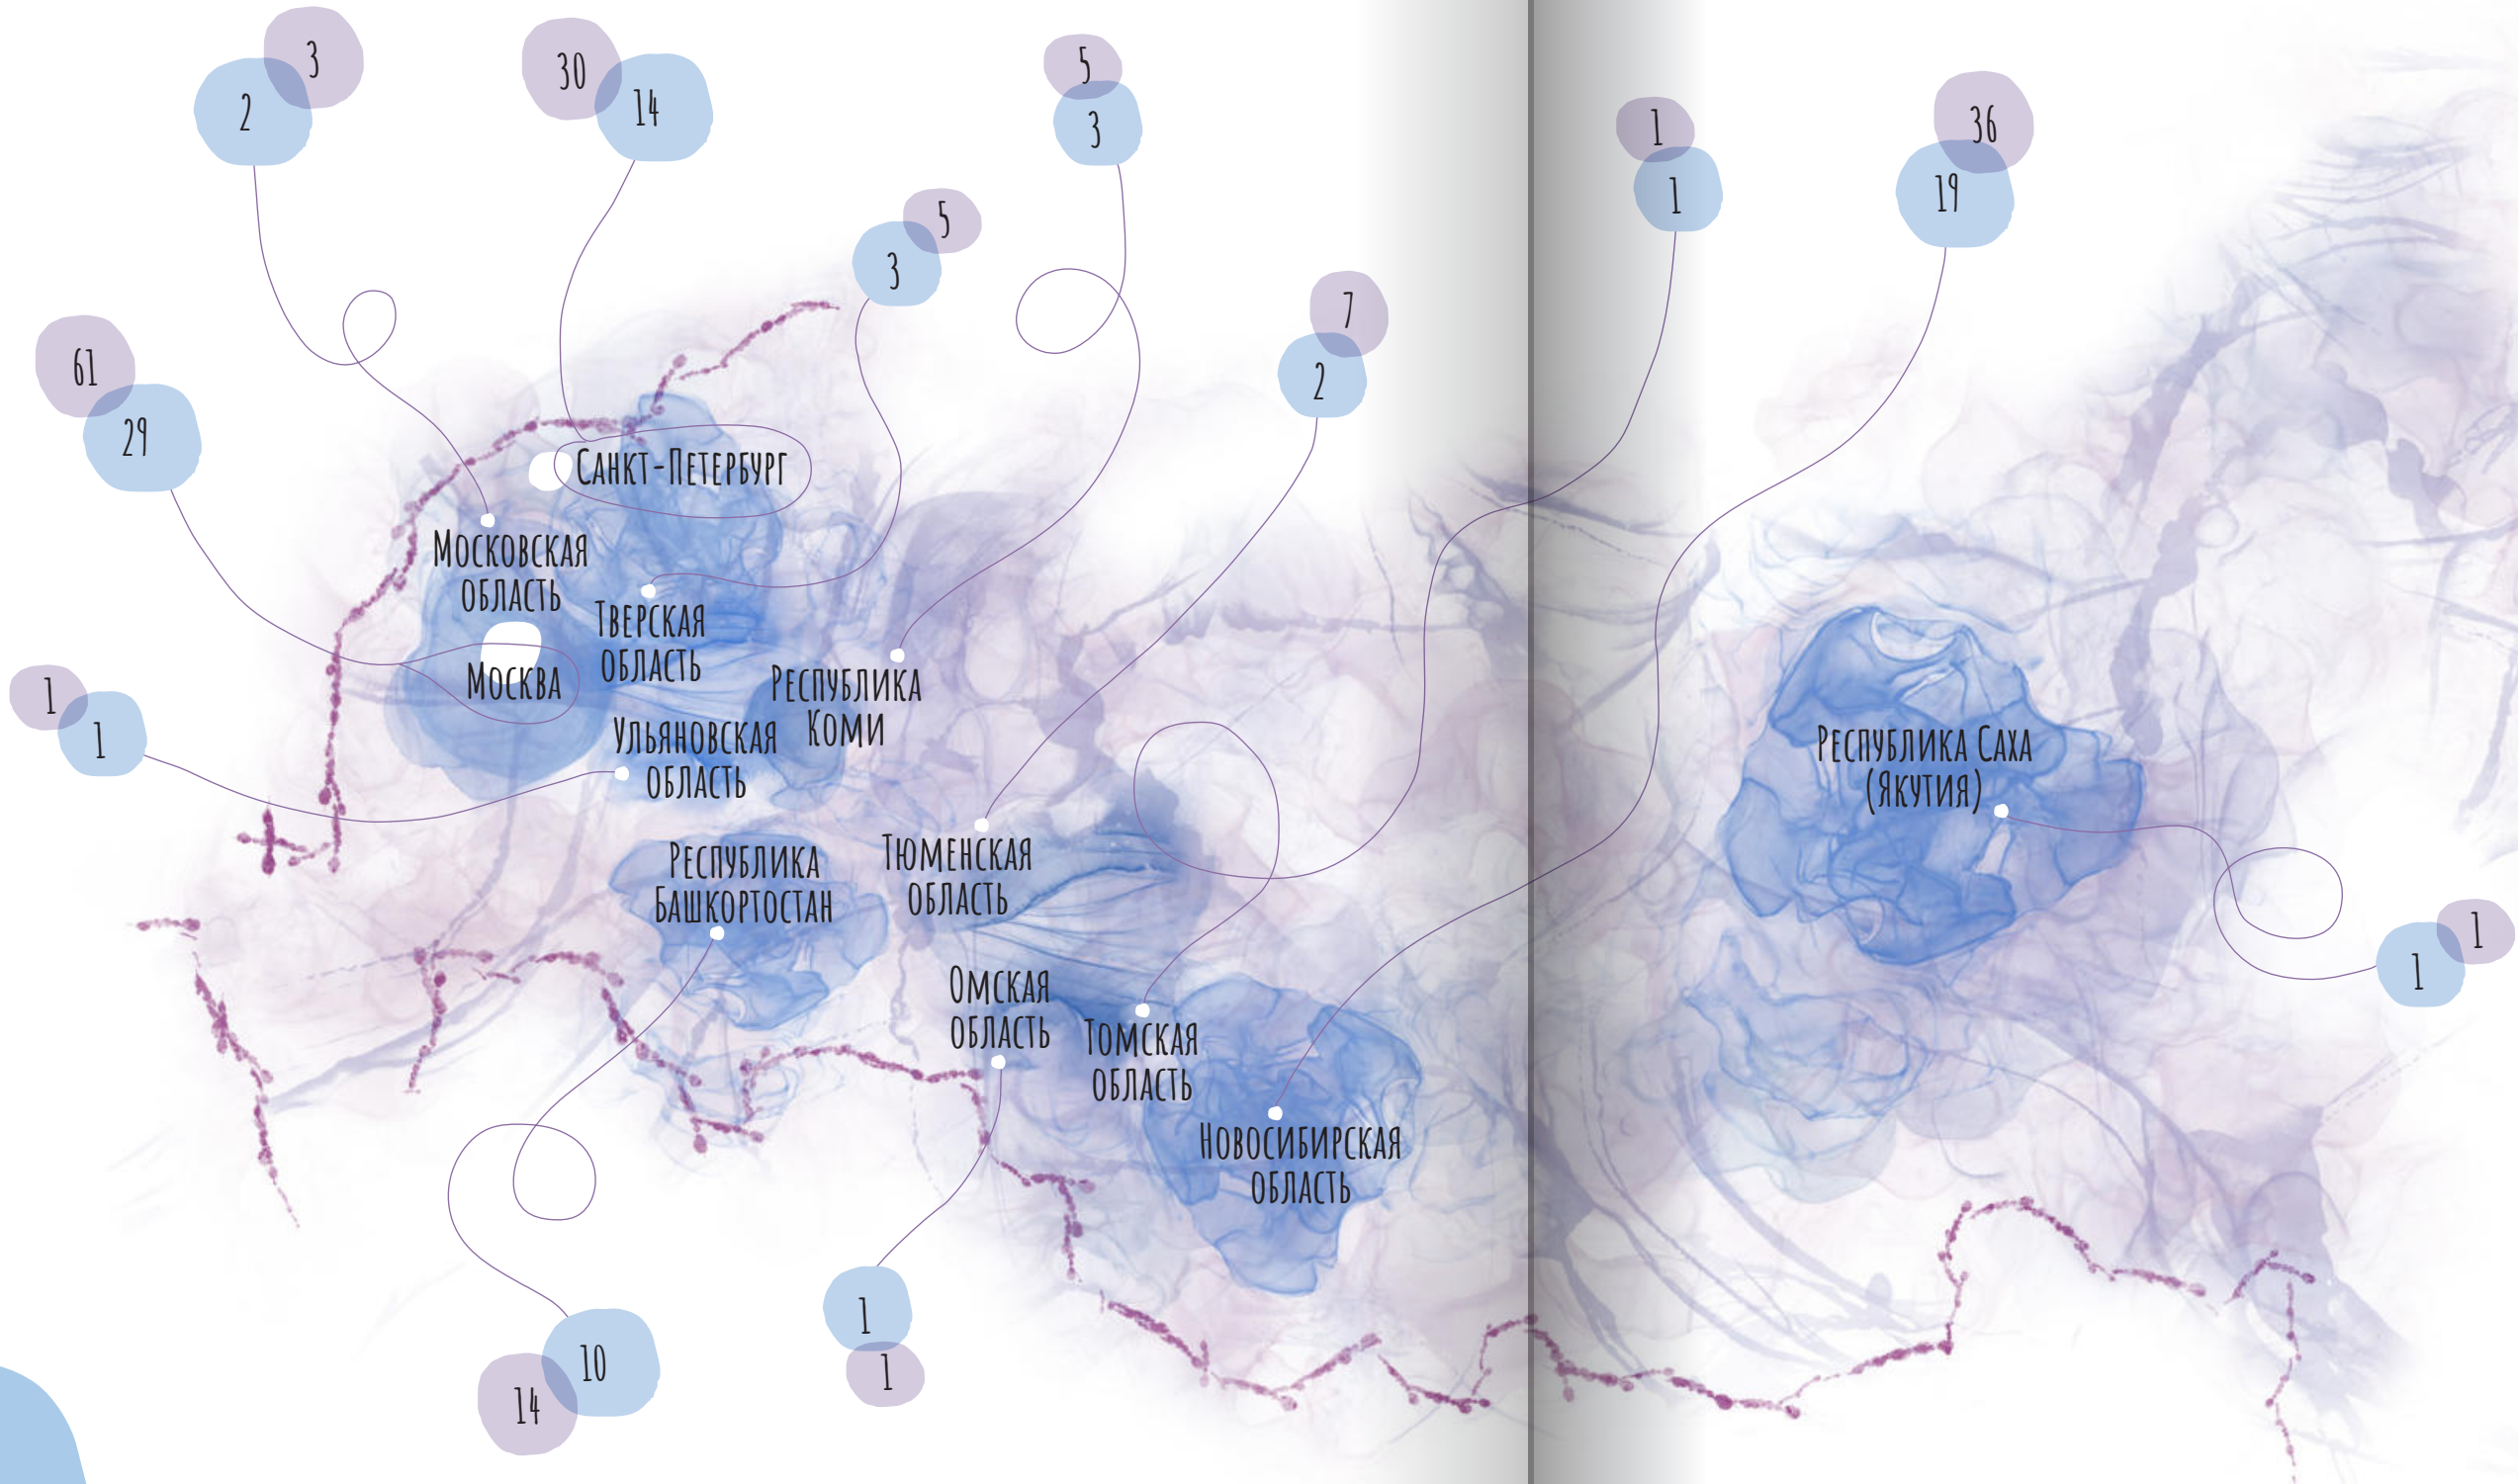 3
2
30
14
5
3
1
1
36
19
5
3
7
2
61
29
Санкт-Петербург
Московская
область
Тверская
область
Москва
Республика
Коми
1
1
Ульяновская
область
Республика Саха
(Якутия)
Республика
Башкортостан
Тюменская
область
1
1
Омская
область
Томская
область
Новосибирская
область
10
14
1
1